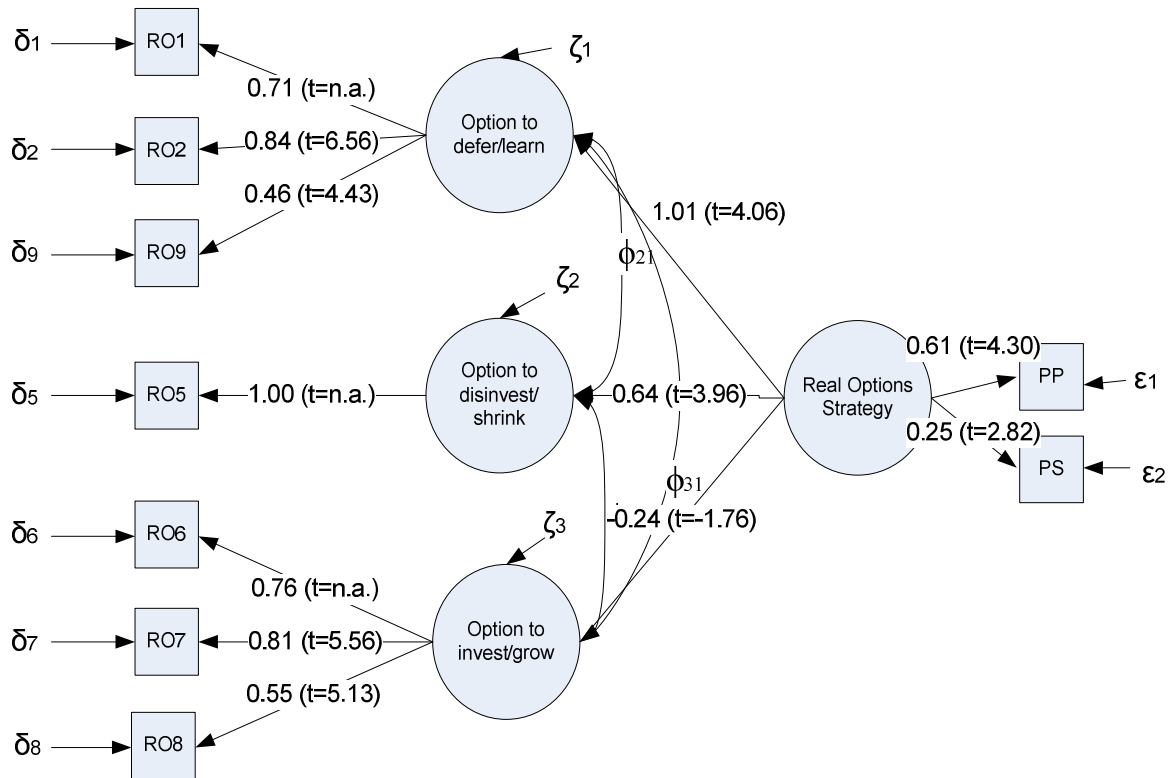 δ1
RO1
0.71 (t=n.a.)
ζ1
Option to
defer/learn
δ2
RO2
0.84 (t=6.56)
0.46 (t=4.43)
δ9
RO9
1.01 (t=4.06)
ϕ21
ζ2
δ5
RO5
1.00 (t=n.a.)
Option to
disinvest/
shrink
0.64 (t=3.96)
Real Options
Strategy
0.61 (t=4.30)
PP
ε1
0.25 (t=2.82)
PS
ε2
ϕ31
-0.24 (t=-1.76)
δ6
RO6
0.76 (t=n.a.)
ζ3
Option to
invest/grow
δ7
RO7
0.81 (t=5.56)
0.55 (t=5.13)
δ8
RO8